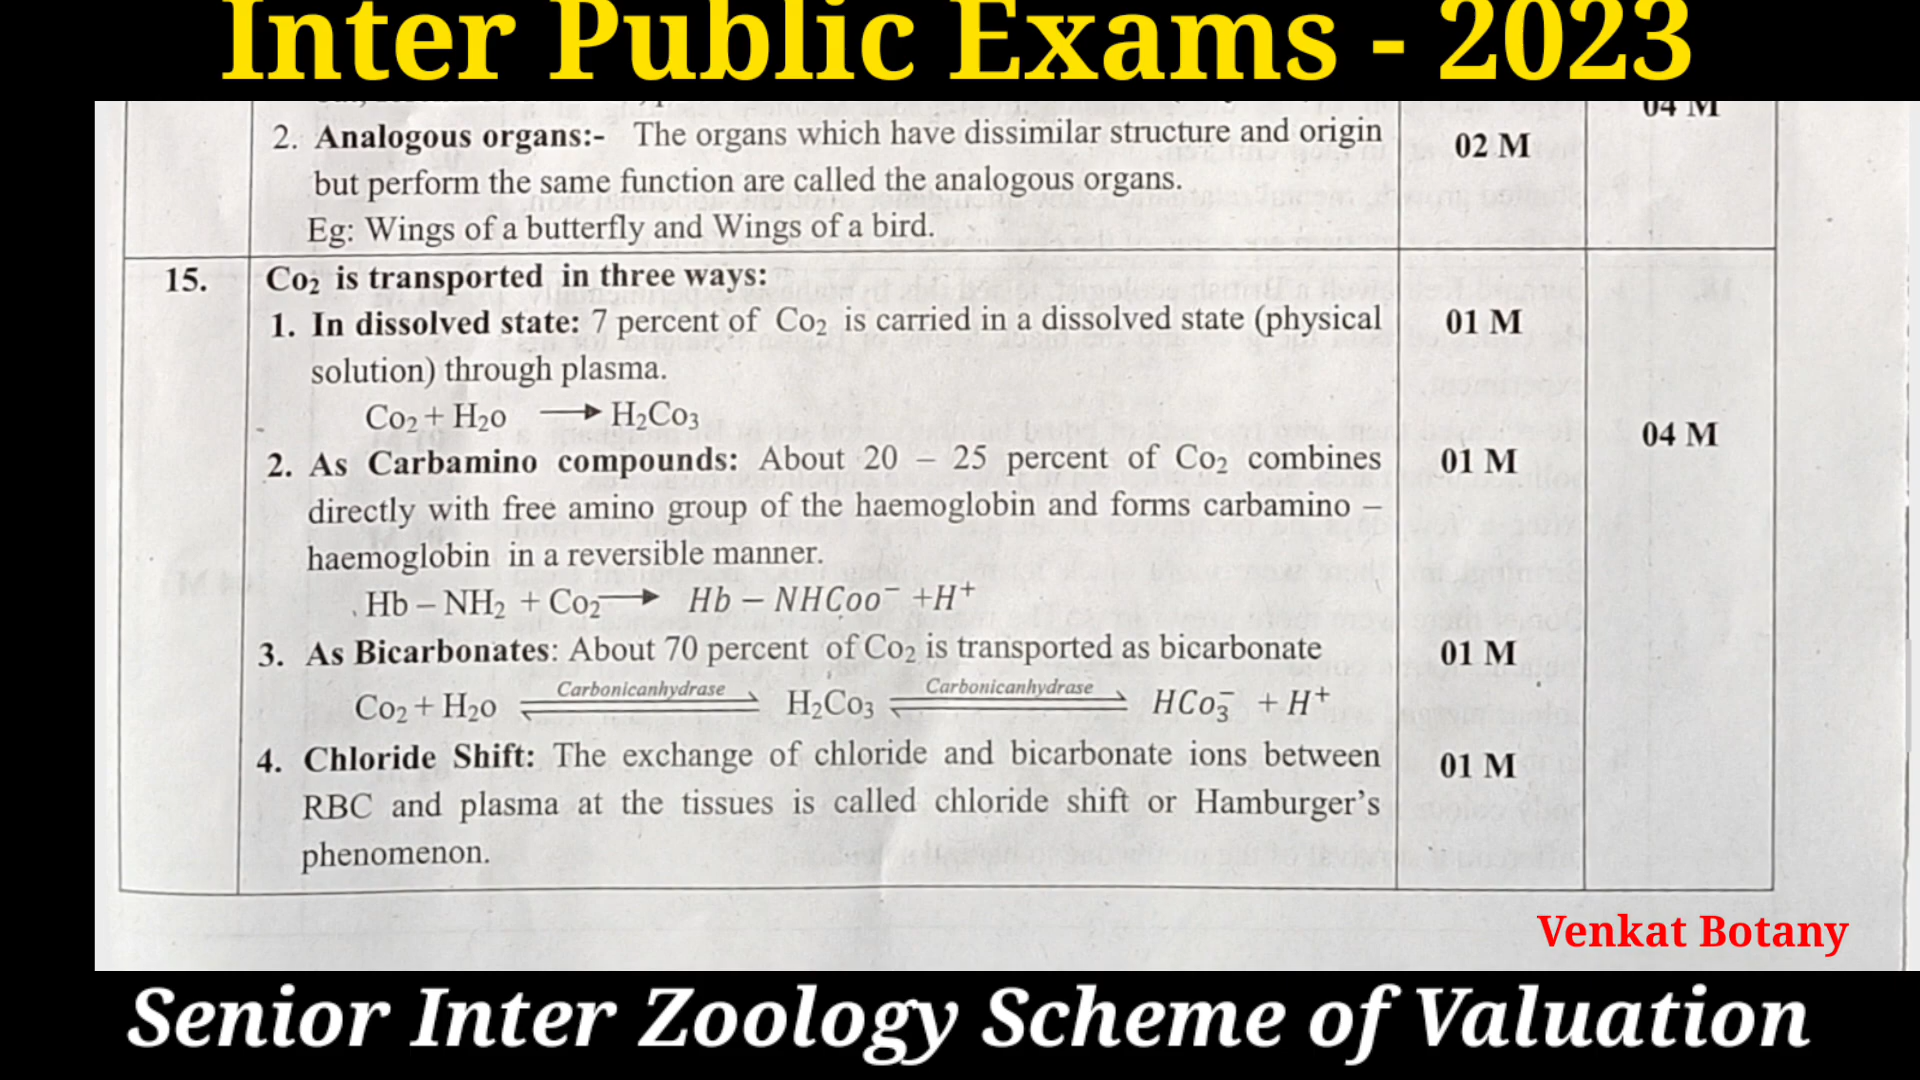 Inter Public Exams - 2023
04 M
2. Analogous organs:- The organs which have dissimilar structure and origin 02 M
but perform the same function are called the analogous organs.
Eg: Wings of a butterfly and Wings of a bird.
15. Co₂ is transported in three ways:
1. In dissolved state: 7 percent of Co₂ is carried in a dissolved state (physical 01 M
solution) through plasma.
Co₂ + H₂o ⟶ H₂Co₃
04 M
2. As Carbamino compounds: About 20 – 25 percent of Co₂ combines 01 M
directly with free amino group of the haemoglobin and forms carbamino –
haemoglobin in a reversible manner.
Hb – NH₂ + Co₂ ⟶ Hb – NHCoo⁻ +H⁺
3. As Bicarbonates: About 70 percent of Co₂ is transported as bicarbonate 01 M
Carbonicanhydrase Carbonicanhydrase
Co₂ + H₂o ⇌ H₂Co₃ ⇌ HCo₃⁻ + H⁺
4. Chloride Shift: The exchange of chloride and bicarbonate ions between 01 M
RBC and plasma at the tissues is called chloride shift or Hamburger’s
phenomenon.
Venkat Botany
Senior Inter Zoology Scheme of Valuation